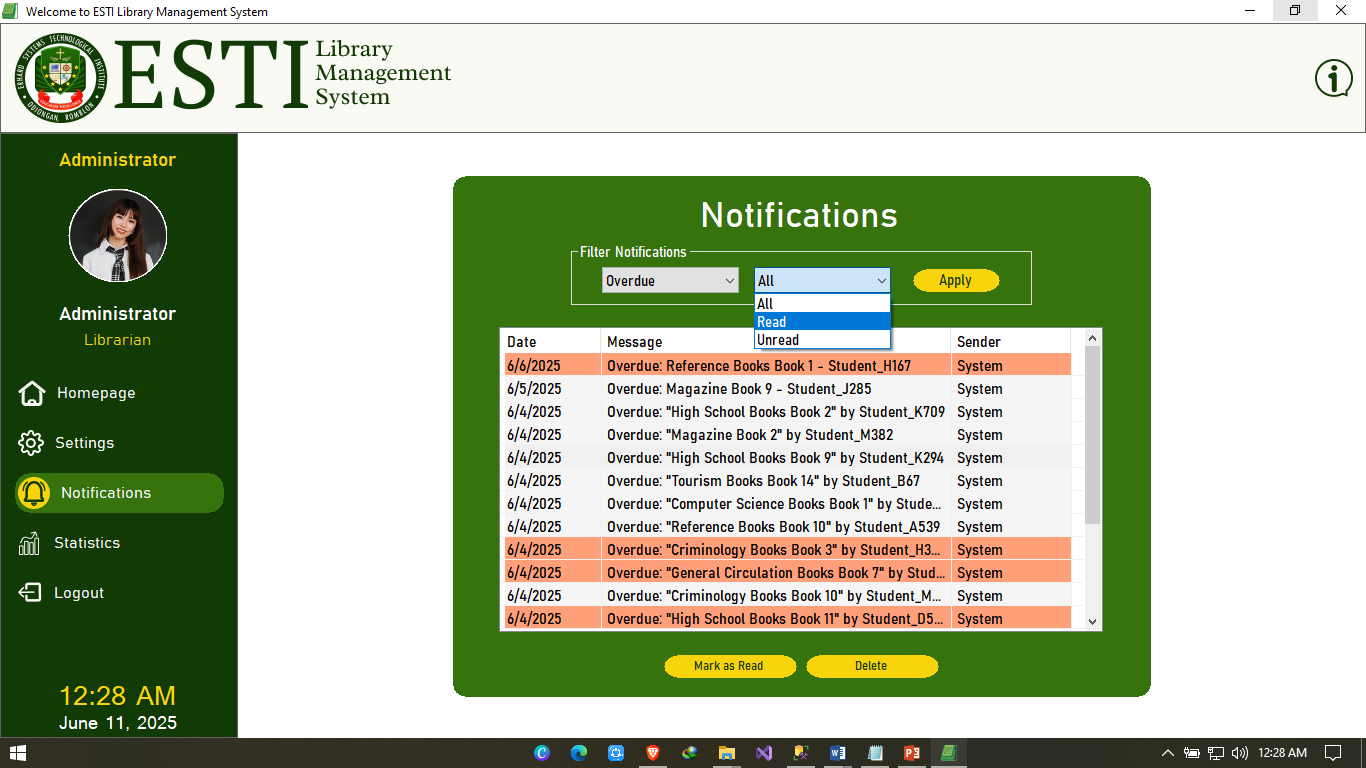 Welcome to ESTI Library Management System
ERHARD SYSTEMS TECHNOLOGICAL INSTITUTE
ODIONGAN, ROMBLON
ESTI
Library
Management
System
Administrator
Administrator
Librarian
Homepage
Settings
Notifications
Statistics
Logout
12:28 AM
June 11, 2025
Notifications
Filter Notifications
Overdue
All
Apply
All
Read
Unread
Date Message Sender
6/6/2025 Overdue: Reference Books Book 1 - Student_H167 System
6/5/2025 Overdue: Magazine Book 9 - Student_J285 System
6/4/2025 Overdue: "High School Books Book 2" by Student_K709 System
6/4/2025 Overdue: "Magazine Book 2" by Student_M382 System
6/4/2025 Overdue: "High School Books Book 9" by Student_K294 System
6/4/2025 Overdue: "Tourism Books Book 14" by Student_B67 System
6/4/2025 Overdue: "Computer Science Books Book 1" by Stude... System
6/4/2025 Overdue: "Reference Books Book 10" by Student_A539 System
6/4/2025 Overdue: "Criminology Books Book 3" by Student_H3... System
6/4/2025 Overdue: "General Circulation Books Book 7" by Stud... System
6/4/2025 Overdue: "Criminology Books Book 10" by Student_M... System
6/4/2025 Overdue: "High School Books Book 11" by Student_D5... System
Mark as Read
Delete
12:28 AM